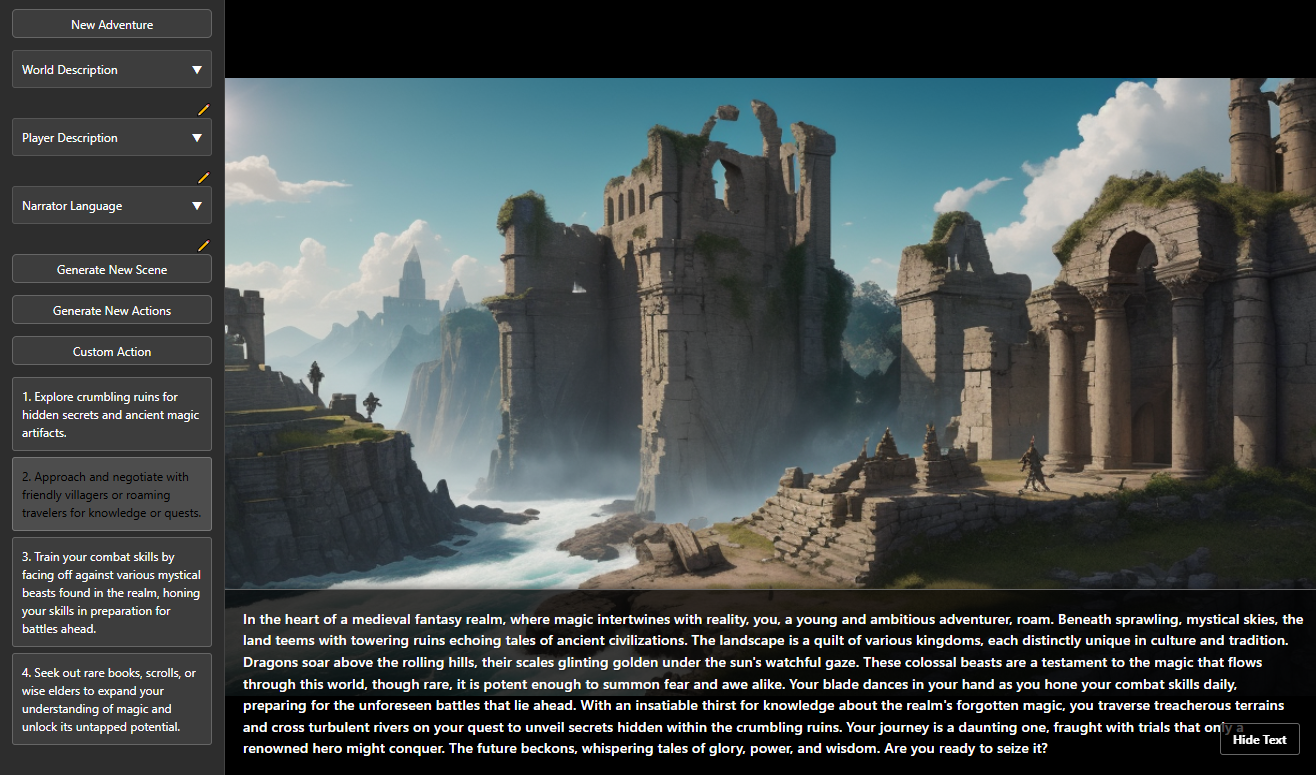 New Adventure
World Description
Player Description
Narrator Language
Generate New Scene
Generate New Actions
Custom Action
1. Explore crumbling ruins for
hidden secrets and ancient magic
artifacts.
2. Approach and negotiate with
friendly villagers or roaming
travelers for knowledge or quests.
3. Train your combat skills by
facing off against various mystical
beasts found in the realm, honing
your skills in preparation for
battles ahead.
4. Seek out rare books, scrolls, or
wise elders to expand your
understanding of magic and
unlock its untapped potential.
In the heart of a medieval fantasy realm, where magic intertwines with reality, you, a young and ambitious adventurer, roam. Beneath sprawling, mystical skies, the
land teems with towering ruins echoing tales of ancient civilizations. The landscape is a quilt of various kingdoms, each distinctly unique in culture and tradition.
Dragons soar above the rolling hills, their scales glinting golden under the sun's watchful gaze. These colossal beasts are a testament to the magic that flows
through this world, though rare, it is potent enough to summon fear and awe alike. Your blade dances in your hand as you hone your combat skills daily,
preparing for the unforeseen battles that lie ahead. With an insatiable thirst for knowledge about the realm's forgotten magic, you traverse treacherous terrains
and cross turbulent rivers on your quest to unveil secrets hidden within the crumbling ruins. Your journey is a daunting one, fraught with trials that only a
renowned hero might conquer. The future beckons, whispering tales of glory, power, and wisdom. Are you ready to seize it?
Hide Text